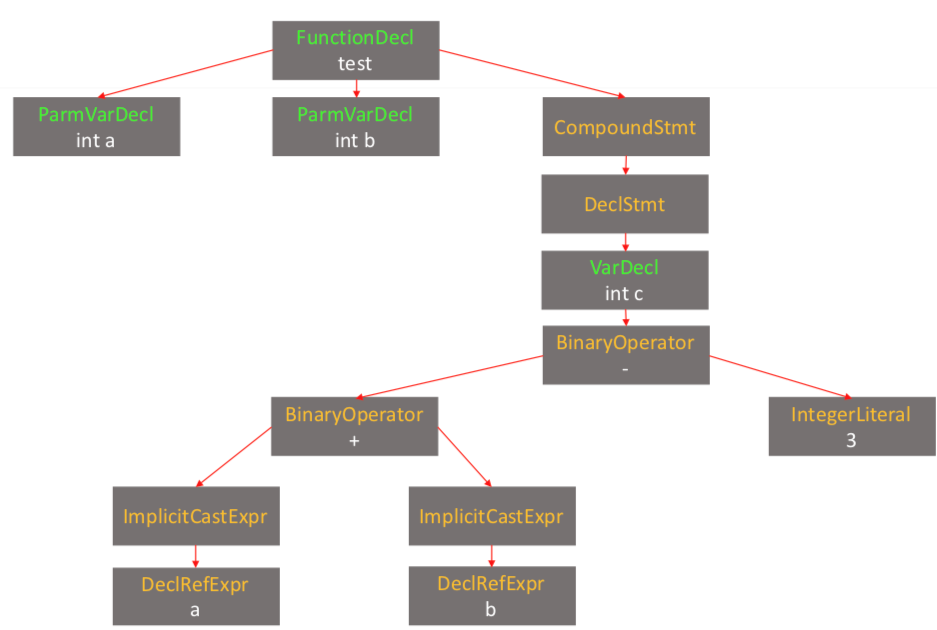 FunctionDecl
test
ParmVarDecl
int a
ParmVarDecl
int b
CompoundStmt
DeclStmt
VarDecl
int c
BinaryOperator
-
BinaryOperator
+
IntegerLiteral
3
ImplicitCastExpr
ImplicitCastExpr
DeclRefExpr
a
DeclRefExpr
b